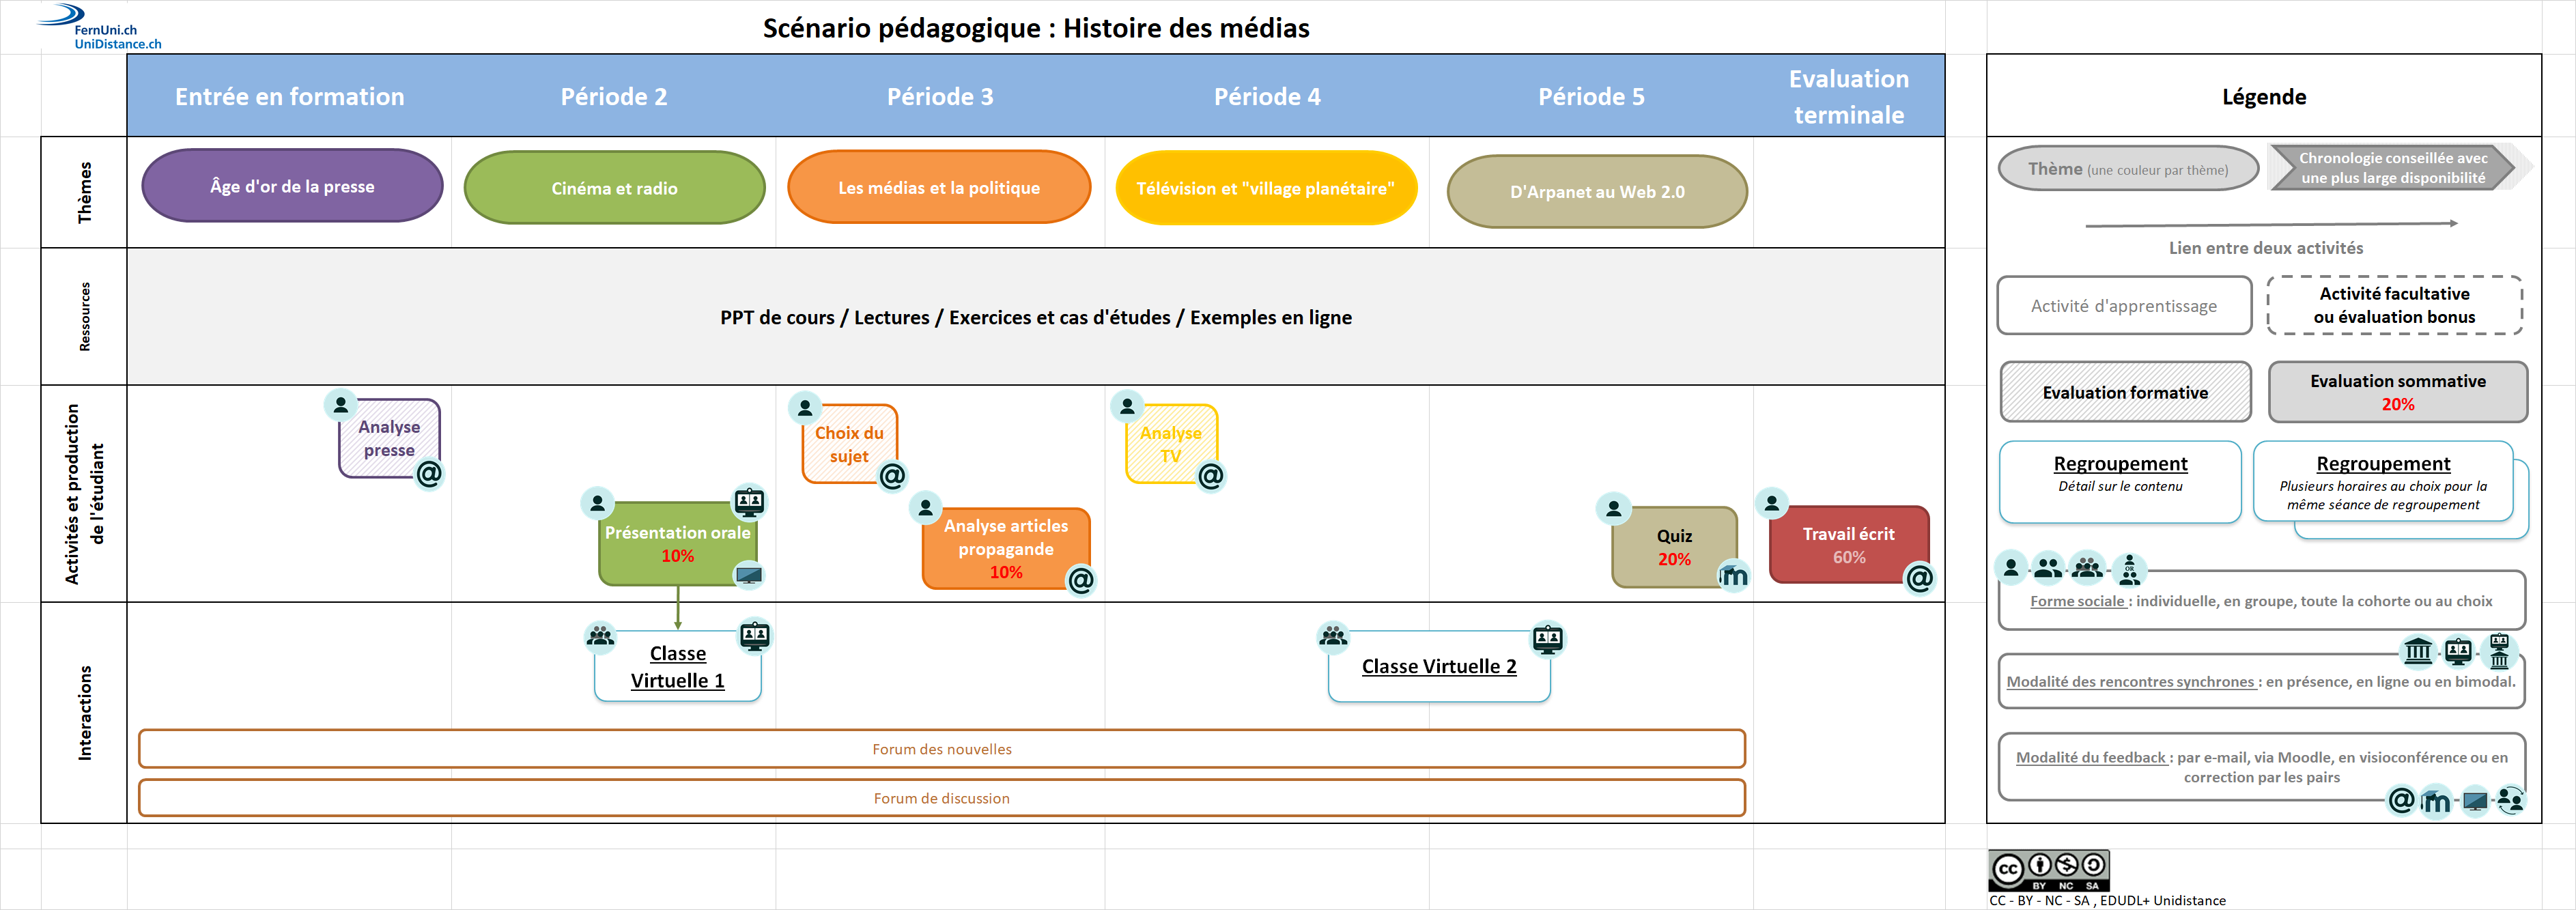 FernUni.ch
UniDistance.ch
Scénario pédagogique : Histoire des médias
Entrée en formation
Période 2
Période 3
Période 4
Période 5
Evaluation
terminale
Thèmes
Âge d'or de la presse
Cinéma et radio
Les médias et la politique
Télévision et "village planétaire"
D'Arpanet au Web 2.0
Ressources
PPT de cours / Lectures / Exercices et cas d'études / Exemples en ligne
Activités et production
de l'étudiant
Analyse
presse
@
Présentation orale
10%
Choix du
sujet
@
Analyse articles
propagande
10%
@
Analyse
TV
@
Quiz
20%
m
Travail écrit
60%
@
Interactions
Classe
Virtuelle 1
Classe Virtuelle 2
Forum des nouvelles
Forum de discussion
Légende
Thème (une couleur par thème)
Chronologie conseillée avec
une plus large disponibilité
Lien entre deux activités
Activité d'apprentissage
Activité facultative
ou évaluation bonus
Evaluation formative
Evaluation sommative
20%
Regroupement
Détail sur le contenu
Regroupement
Plusieurs horaires au choix pour la
même séance de regroupement
OR
Forme sociale : individuelle, en groupe, toute la cohorte ou au choix
Modalité des rencontres synchrones : en présence, en ligne ou en bimodal.
Modalité du feedback : par e-mail, via Moodle, en visioconférence ou en
correction par les pairs
@ m
cc
BY NC SA
CC - BY - NC - SA , EDUDL+ Unidistance